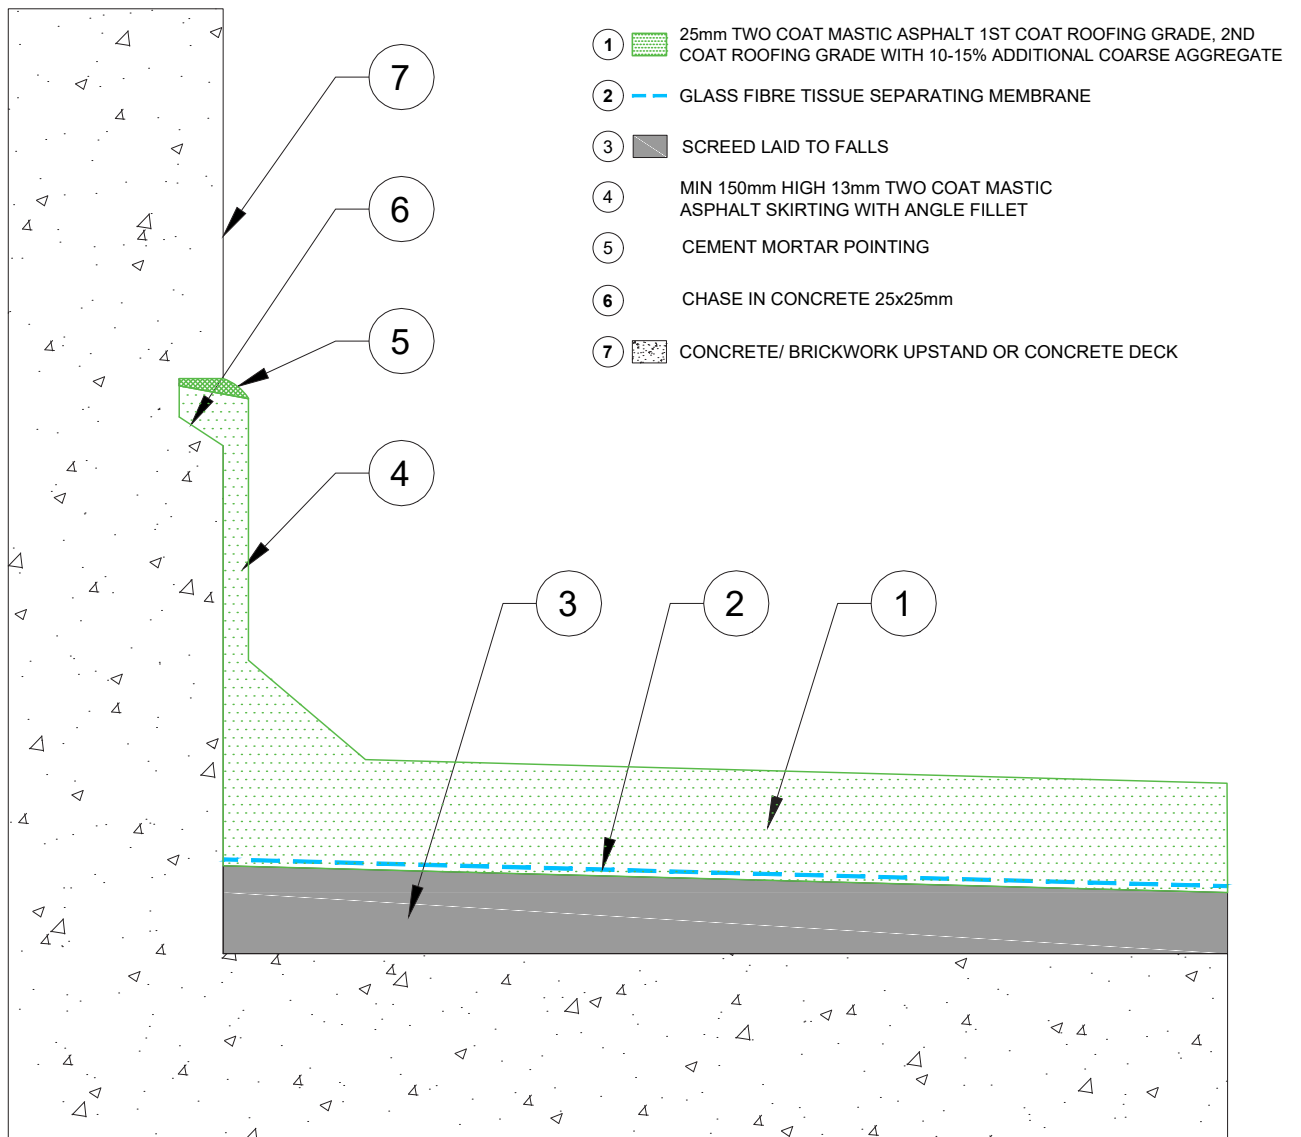 1 25mm TWO COAT MASTIC ASPHALT 1ST COAT ROOFING GRADE, 2ND
COAT ROOFING GRADE WITH 10-15% ADDITIONAL COARSE AGGREGATE
2 GLASS FIBRE TISSUE SEPARATING MEMBRANE
3 SCREED LAID TO FALLS
4 MIN 150mm HIGH 13mm TWO COAT MASTIC
ASPHALT SKIRTING WITH ANGLE FILLET
5 CEMENT MORTAR POINTING
6 CHASE IN CONCRETE 25x25mm
7 CONCRETE/ BRICKWORK UPSTAND OR CONCRETE DECK
7
6
5
4
3 2 1